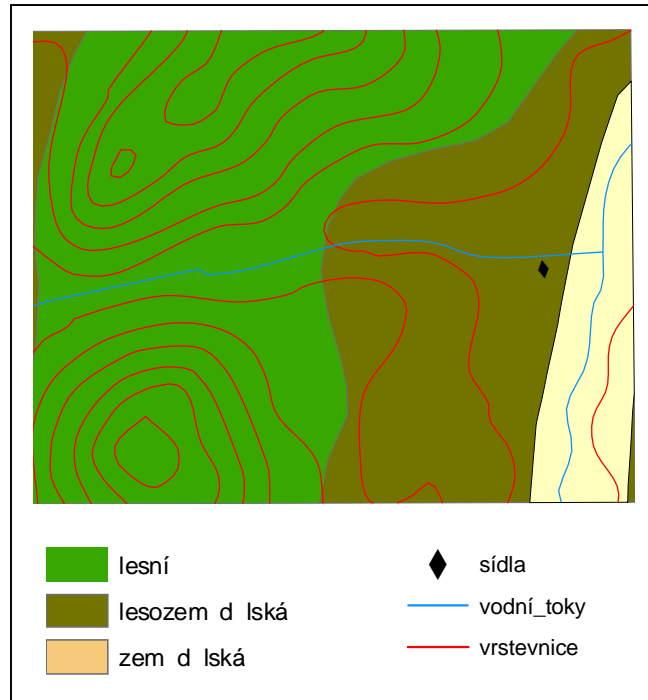 lesní
lesozem d lská
zem d lská
sídla
vodní_toky
vrstevnice